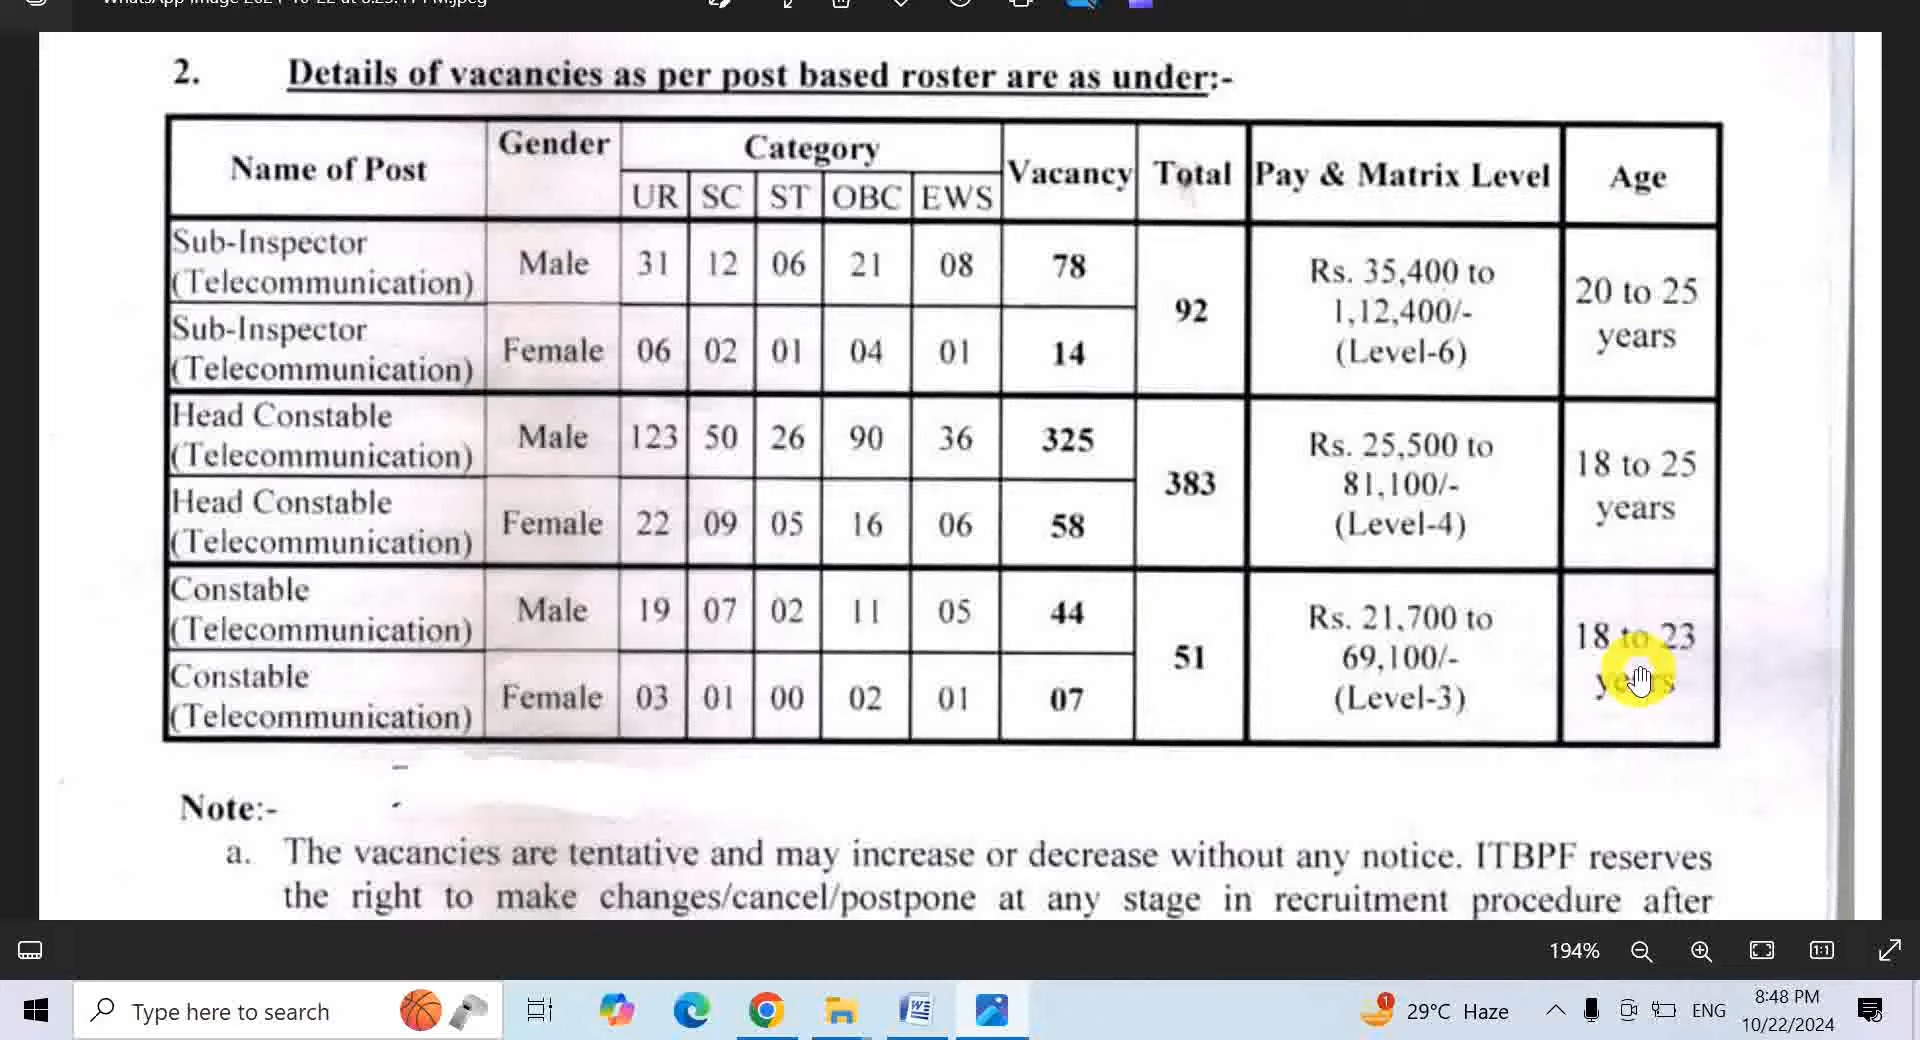 2. Details of vacancies as per post based roster are as under:-
Name of Post Gender Category Vacancy Total Pay & Matrix Level Age
UR SC ST OBC EWS
Sub-Inspector (Telecommunication) Male 31 12 06 21 08 78 92 Rs. 35,400 to 1,12,400/- (Level-6) 20 to 25 years
Sub-Inspector (Telecommunication) Female 06 02 01 04 01 14
Head Constable (Telecommunication) Male 123 50 26 90 36 325 383 Rs. 25,500 to 81,100/- (Level-4) 18 to 25 years
Head Constable (Telecommunication) Female 22 09 05 16 06 58
Constable (Telecommunication) Male 19 07 02 11 05 44 51 Rs. 21,700 to 69,100/- (Level-3) 18 to 23 years
Constable (Telecommunication) Female 03 01 00 02 01 07
Note:-
a. The vacancies are tentative and may increase or decrease without any notice. ITBPF reserves
the right to make changes/cancel/postpone at any stage in recruitment procedure after
194% 1:1
Type here to search 1 29°C Haze ENG 8:48 PM
10/22/2024